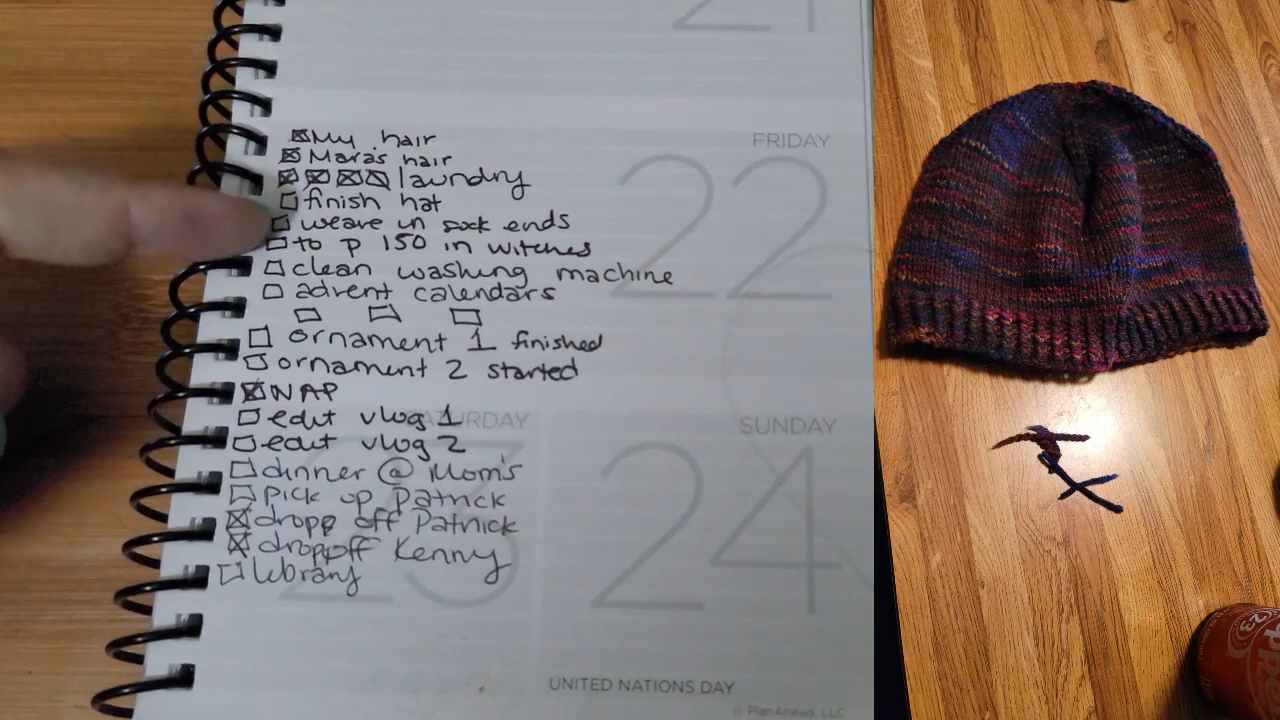 21
FRIDAY
22
My hair
Mara's hair
laundry
finish hat
weave in sock ends
to p 150 in witches
clean washing machine
advent calendars
ornament 1 finished
ornament 2 started
NAP
edit vlog 1
edit vlog 2
dinner @ Mom's
pick up Patrick
dropp off Patrick
dropoff Kenny
library
SATURDAY
23
SUNDAY
24
UNITED NATIONS DAY
© PlanAhead, LLC
23